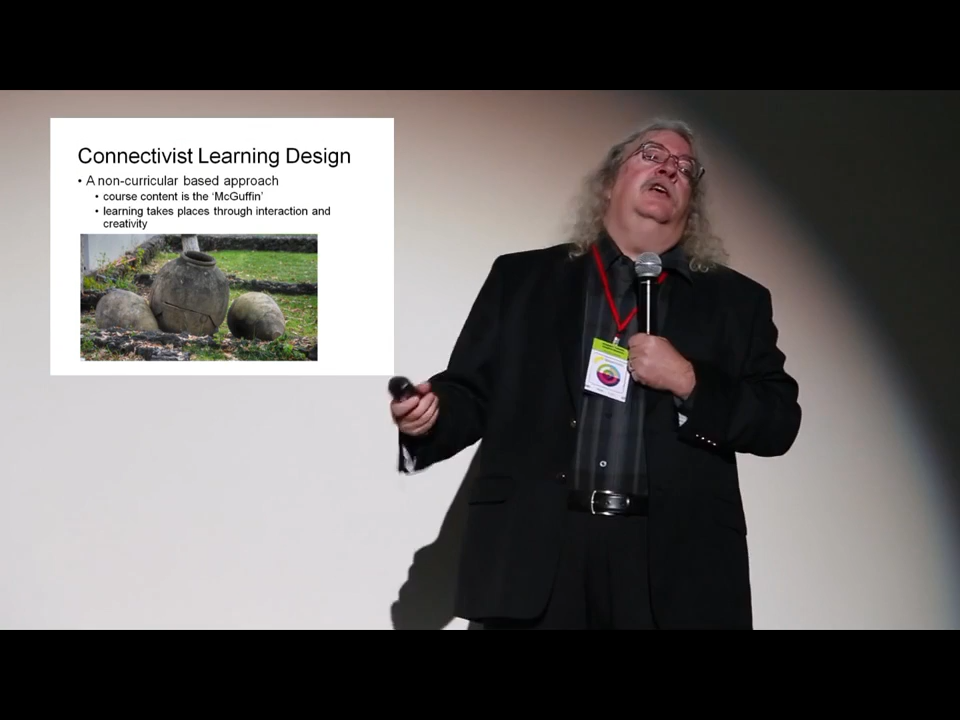 Connectivist Learning Design
• A non-curricular based approach
• course content is the ‘McGuffin’
• learning takes places through interaction and
creativity